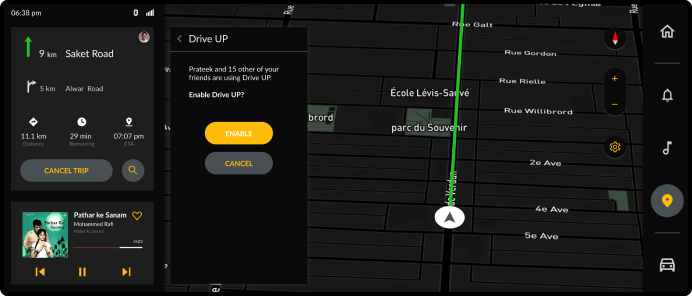 06:38 pm
9 km
Saket Road
5 km
Alwar Road
11.1 km
Distance
29 min
Remaining
07:07 pm
ETA
CANCEL TRIP
Pathar ke Sanam
Mohammed Rafi
Pathar ke Sanam
-0:23
Drive UP
Prateek and 15 other of your
friends are using Drive UP.
Enable Drive UP?
ENABLE
CANCEL
Rue Galt
Rue Gordon
Rue Rielle
École Lévis-Sauvé
Rue Willibrord
brord
parc du Souvenir
2e Ave
de Verdun
4e Ave
5e Ave
+
−